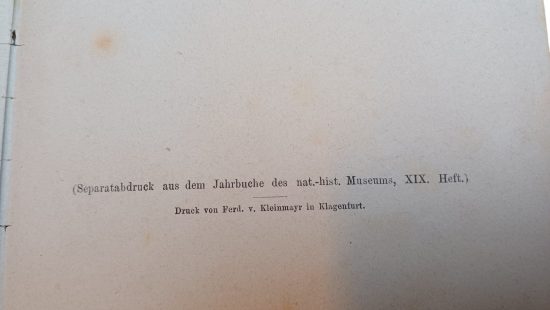 (Separatabdruck aus dem Jahrbuche des nat.-hist. Museums, XIX. Heft.)
Druck von Ferd. v. Kleinmayr in Klagenfurt.